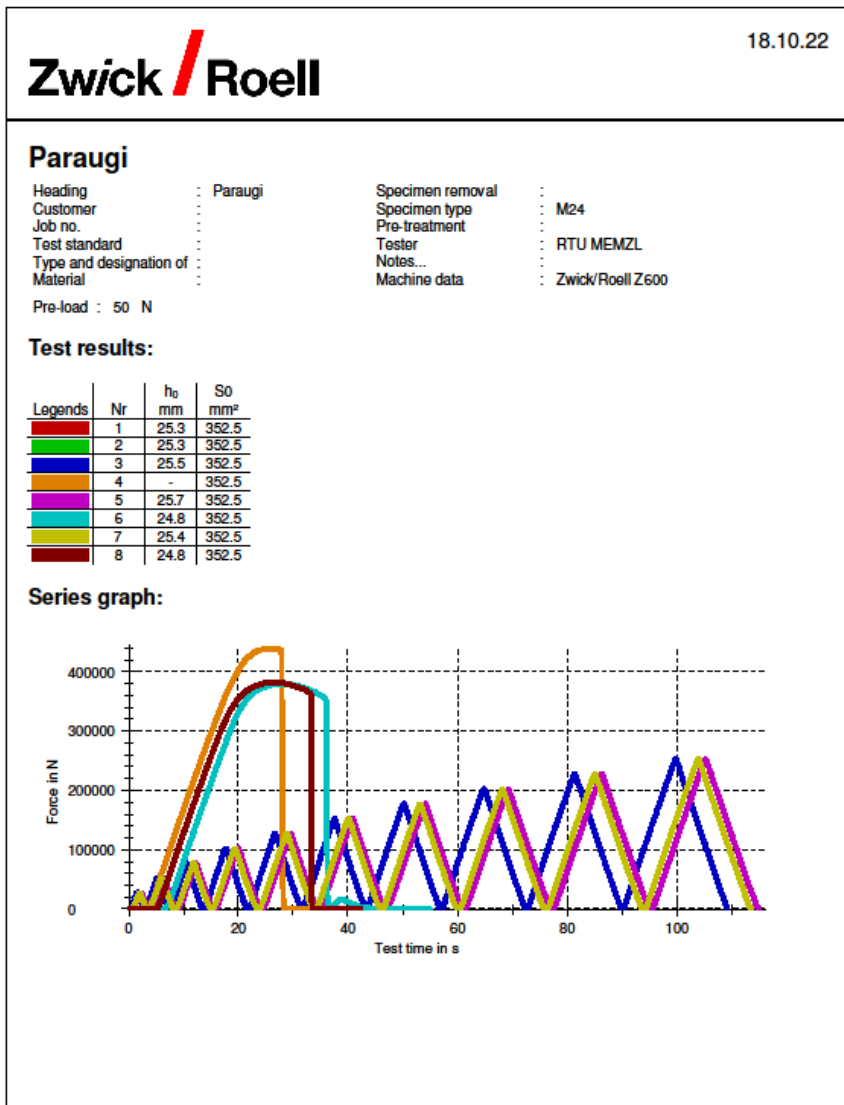 18.10.22
Zwick / Roell
Paraugi
Heading : Paraugi Specimen removal :
Customer : Specimen type : M24
Job no. : Pre-treatment :
Test standard : Tester : RTU MEMZL
Type and designation of : Notes... :
Material : Machine data : Zwick/Roell Z600
Pre-load : 50 N
Test results:
Legends Nr h₀ mm S0 mm²
1 25.3 352.5
2 25.3 352.5
3 25.5 352.5
4 - 352.5
5 25.7 352.5
6 24.8 352.5
7 25.4 352.5
8 24.8 352.5
Series graph:
400000
300000
200000
100000
0
Force in N
0 20 40 60 80 100
Test time in s